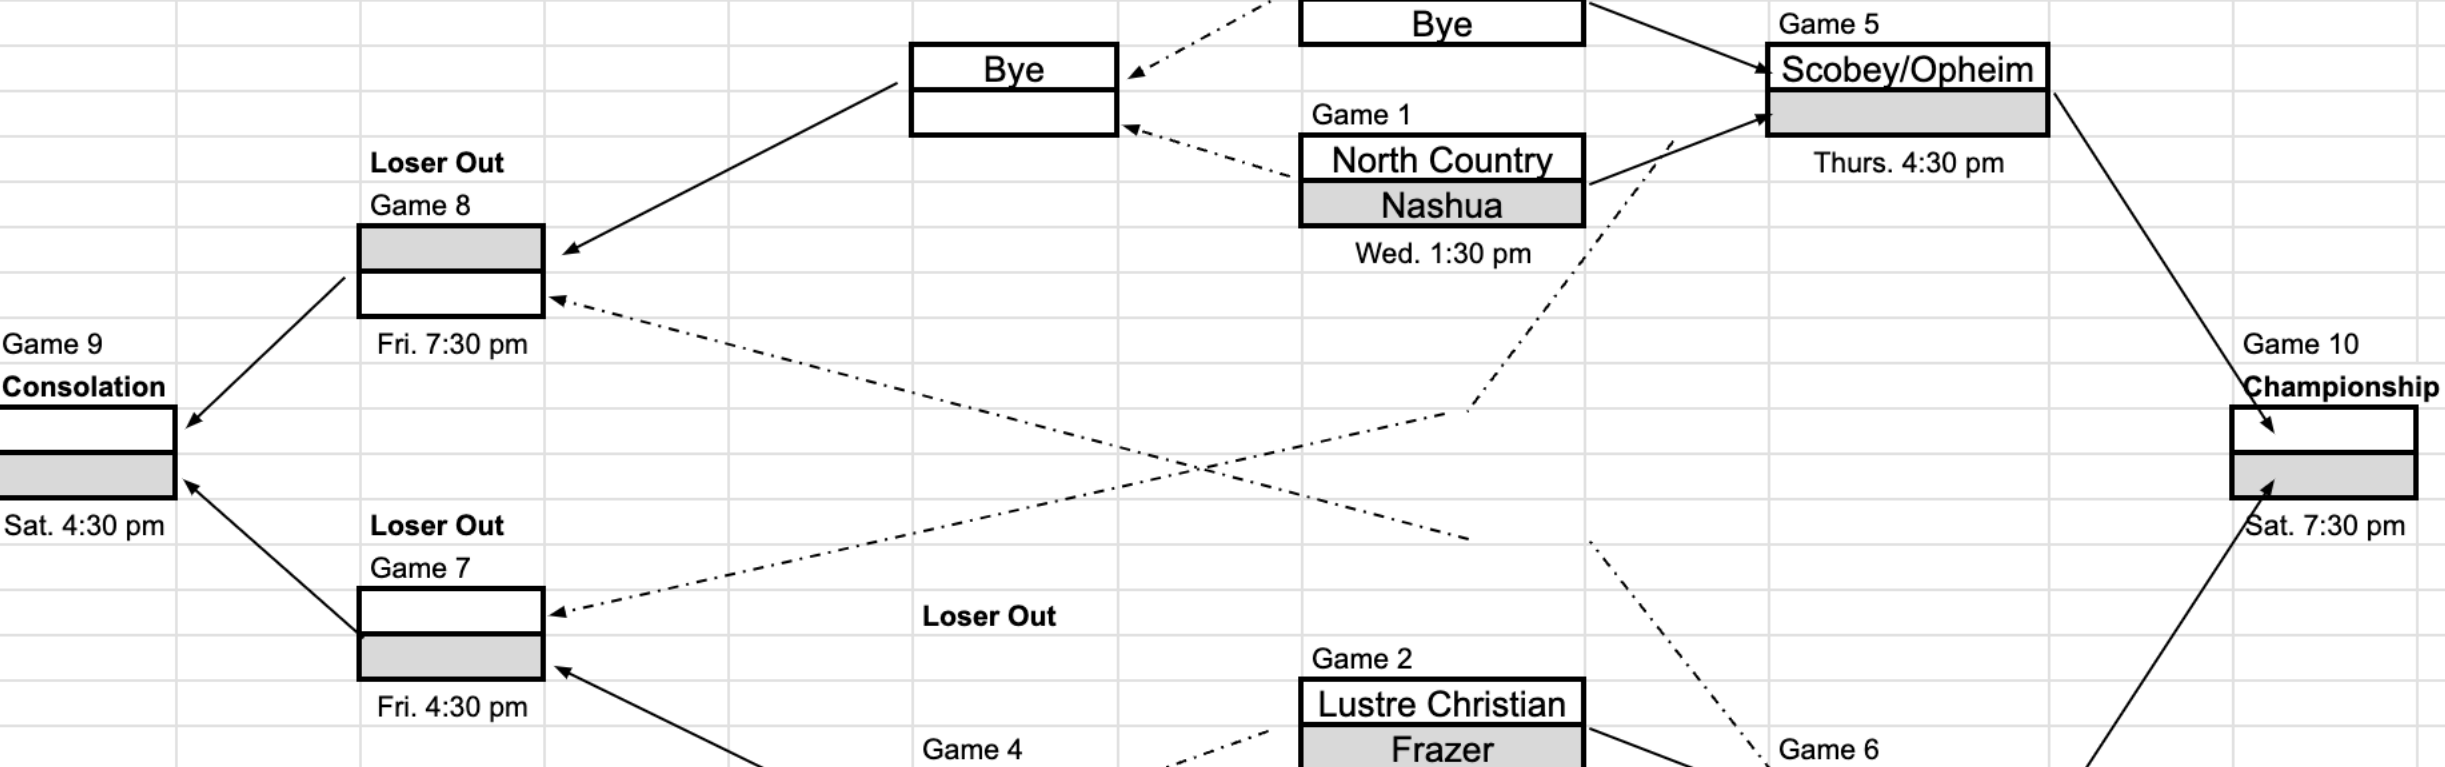 Bye
Game 5
Bye
Scobey/Opheim
Game 1
Loser Out
North Country
Thurs. 4:30 pm
Game 8
Nashua
Wed. 1:30 pm
Game 9
Fri. 7:30 pm
Game 10
Consolation
Championship
Sat. 4:30 pm
Loser Out
Sat. 7:30 pm
Game 7
Loser Out
Game 2
Fri. 4:30 pm
Lustre Christian
Game 4
Frazer
Game 6